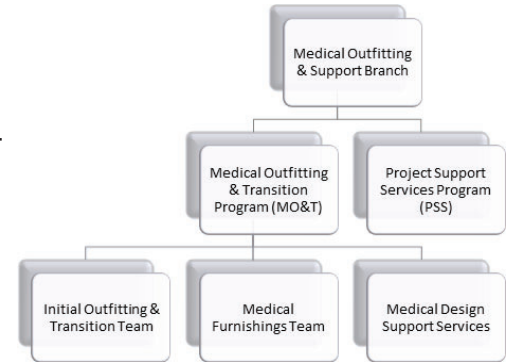 Medical Outfitting
& Support Branch
Medical Outfitting
& Transition
Program (MO&T)
Project Support
Services Program
(PSS)
Initial Outfitting &
Transition Team
Medical
Furnishings Team
Medical Design
Support Services